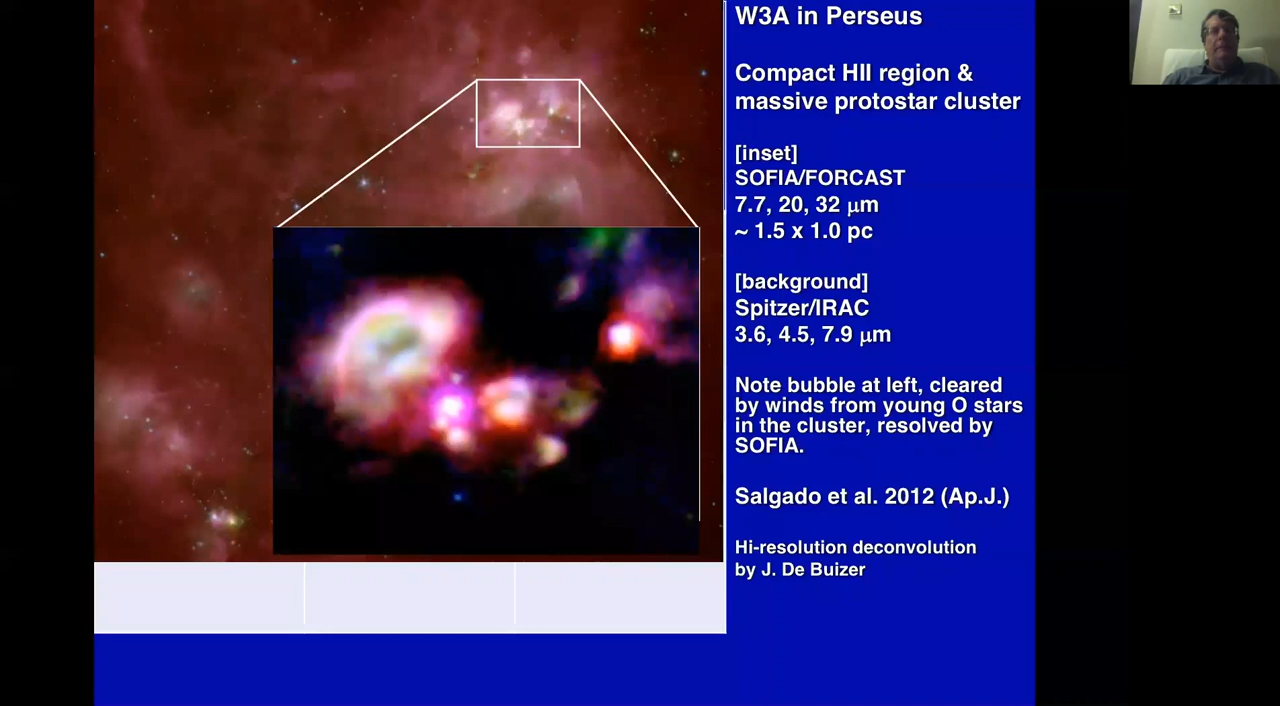 W3A in Perseus
Compact HII region &
massive protostar cluster
[inset]
SOFIA/FORCAST
7.7, 20, 32 μm
~ 1.5 x 1.0 pc
[background]
Spitzer/IRAC
3.6, 4.5, 7.9 μm
Note bubble at left, cleared
by winds from young O stars
in the cluster, resolved by
SOFIA.
Salgado et al. 2012 (Ap.J.)
Hi-resolution deconvolution
by J. De Buizer